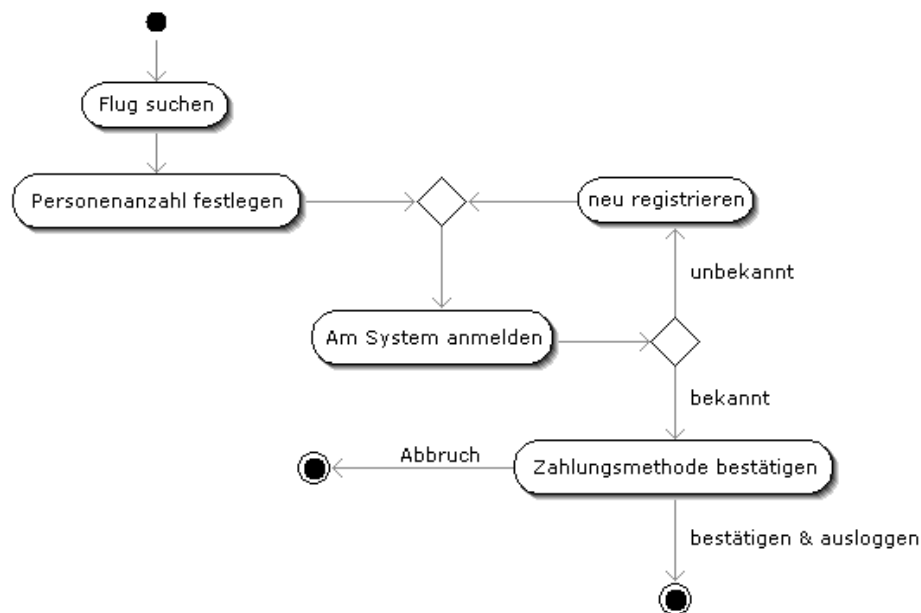 Flug suchen
Personenanzahl festlegen
neu registrieren
unbekannt
Am System anmelden
bekannt
Abbruch
Zahlungsmethode bestätigen
bestätigen & ausloggen